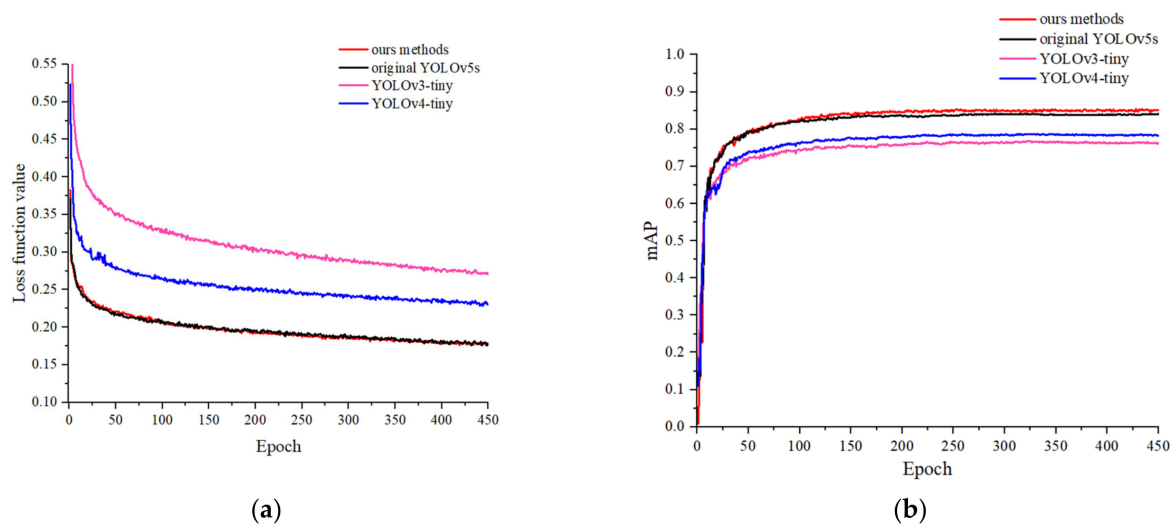 ours methods
original YOLOv5s
YOLOv3-tiny
YOLOv4-tiny
0.55
0.50
0.45
0.40
0.35
0.30
0.25
0.20
0.15
0.10
Loss function value
0 50 100 150 200 250 300 350 400 450
Epoch
(a)
ours methods
original YOLOv5s
YOLOv3-tiny
YOLOv4-tiny
1.0
0.9
0.8
0.7
0.6
0.5
0.4
0.3
0.2
0.1
0.0
mAP
0 50 100 150 200 250 300 350 400 450
Epoch
(b)